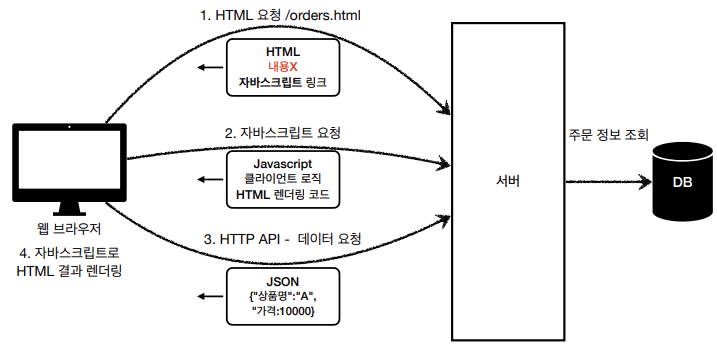 1. HTML 요청 /orders.html
HTML
내용X
자바스크립트 링크
2. 자바스크립트 요청
Javascript
클라이언트 로직
HTML 렌더링 코드
3. HTTP API - 데이터 요청
JSON
{"상품명":"A",
"가격:10000}
웹 브라우저
4. 자바스크립트로
HTML 결과 렌더링
서버
주문 정보 조회
DB